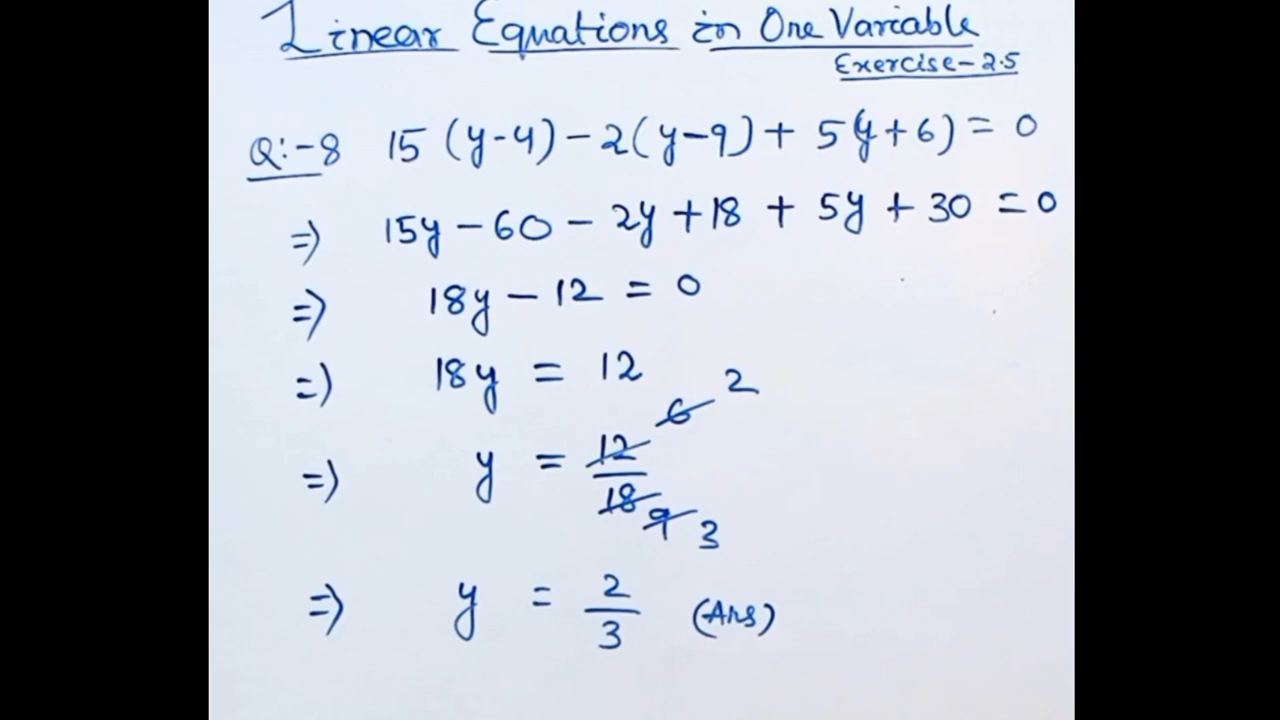 Linear Equations in One Variable
Exercise-2.5
Q:-8 15 (y-4) - 2(y-9) + 5(y+6) = 0
=) 15y - 60 - 2y + 18 + 5y + 30 = 0
=) 18y - 12 = 0
=) 18y = 12
=) y = 12/18 6/9 2/3
=) y = 2/3 (Ans)